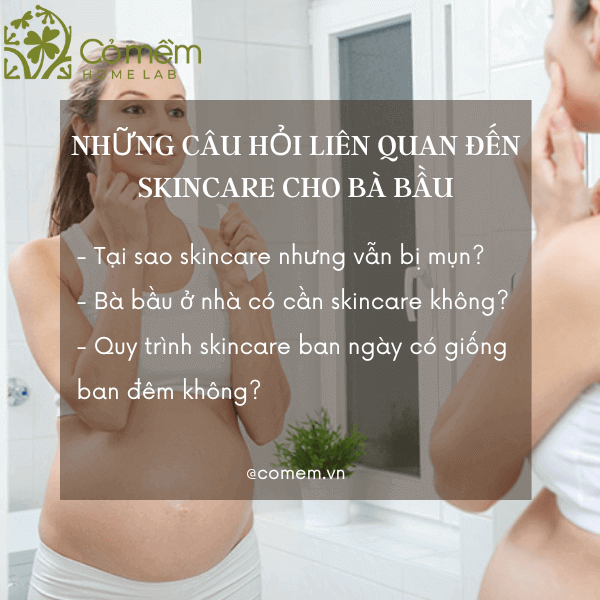 Cỏ mềm
HOME LAB
NHỮNG CÂU HỎI LIÊN QUAN ĐẾN
SKINCARE CHO BÀ BẦU
- Tại sao skincare nhưng vẫn bị mụn?
- Bà bầu ở nhà có cần skincare không?
- Quy trình skincare ban ngày có giống
ban đêm không?
@comem.vn